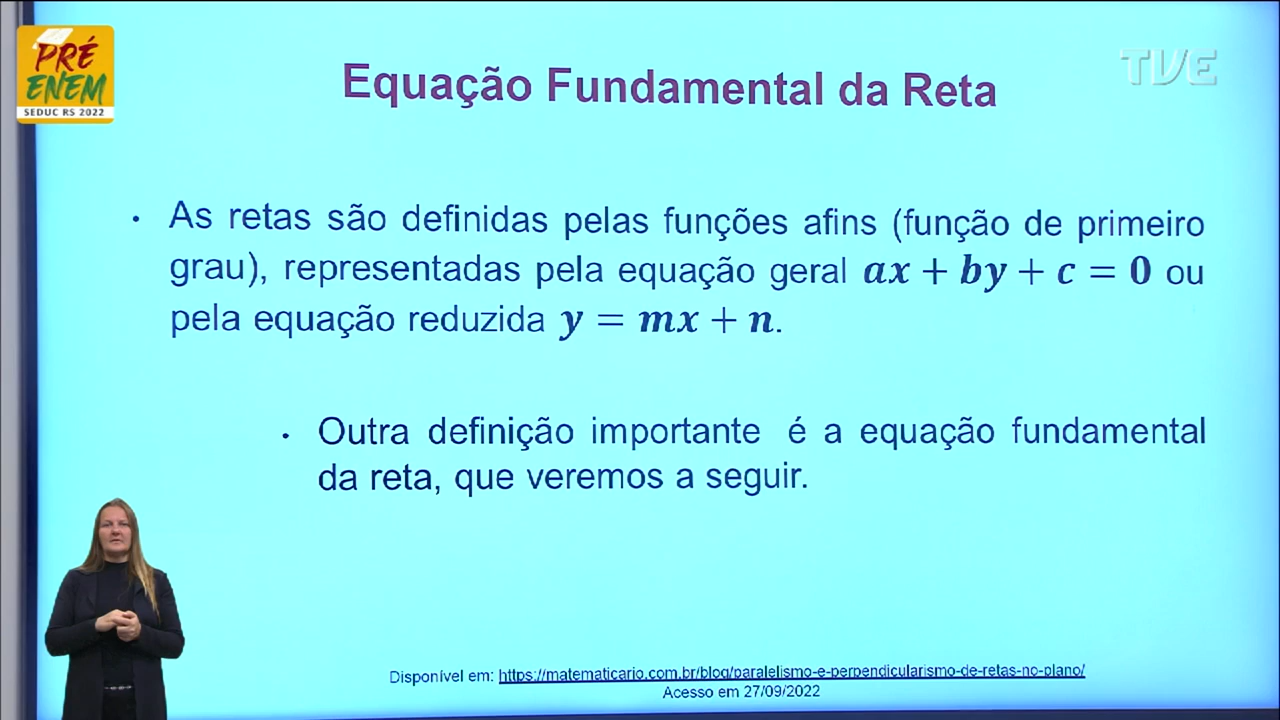 PRÉ
ENEM
SEDUC RS 2022
TVE
Equação Fundamental da Reta
• As retas são definidas pelas funções afins (função de primeiro
grau), representadas pela equação geral ax + by + c = 0 ou
pela equação reduzida y = mx + n.
• Outra definição importante é a equação fundamental
da reta, que veremos a seguir.
Disponível em: https://matematicario.com.br/blog/paralelismo-e-perpendicularismo-de-retas-no-plano/
Acesso em 27/09/2022